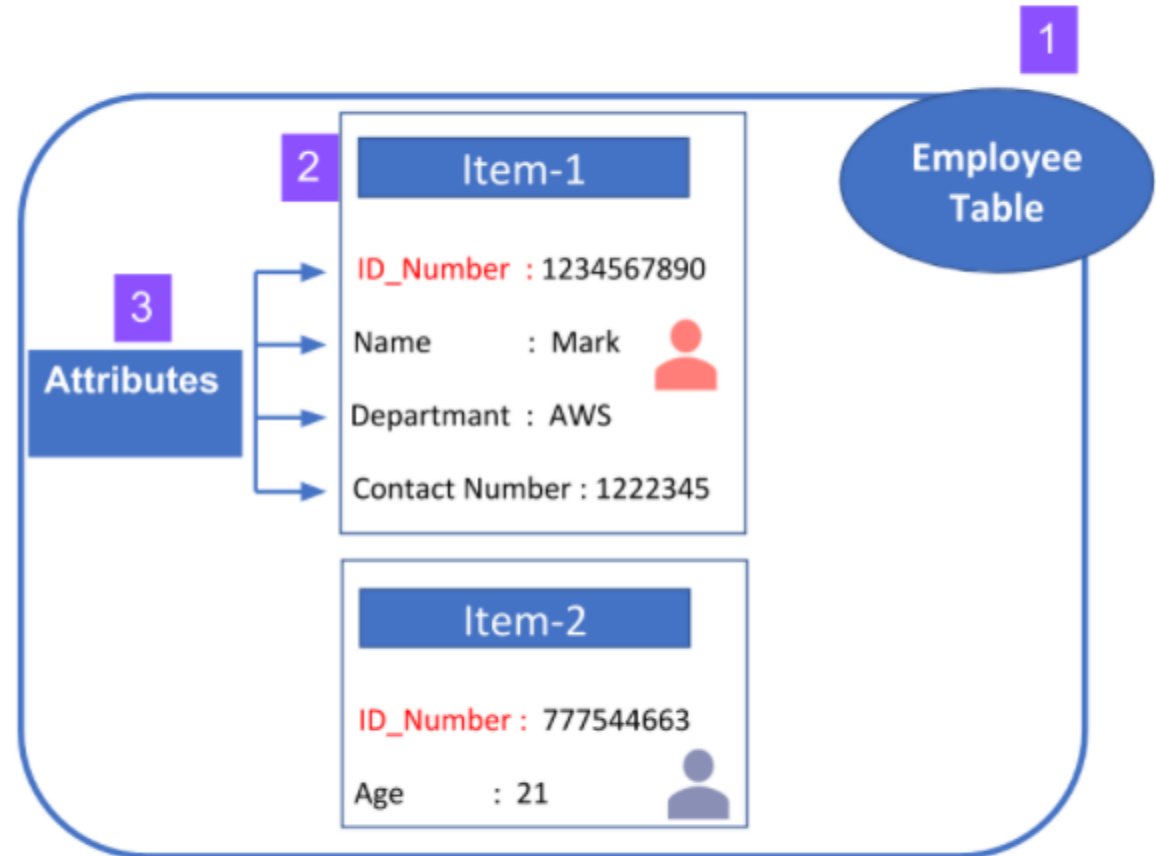 1
Employee
Table
2
Item-1
ID_Number : 1234567890
3
Name : Mark
Attributes
Departmant : AWS
Contact Number : 1222345
Item-2
ID_Number : 777544663
Age : 21